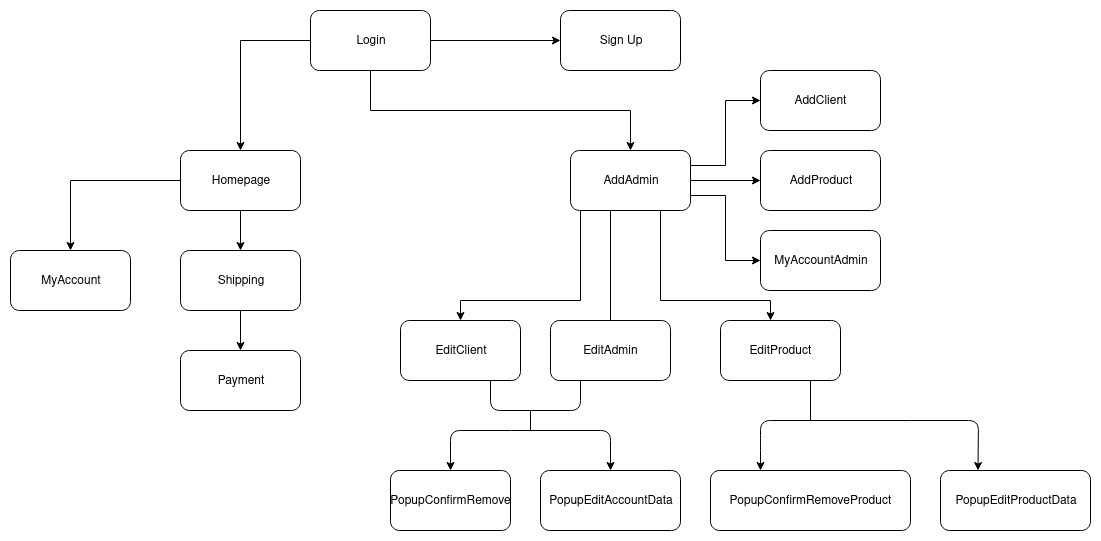 Login
Sign Up
AddClient
Homepage
AddAdmin
AddProduct
MyAccount
Shipping
MyAccountAdmin
Payment
EditClient
EditAdmin
EditProduct
PopupConfirmRemove
PopupEditAccountData
PopupConfirmRemoveProduct
PopupEditProductData